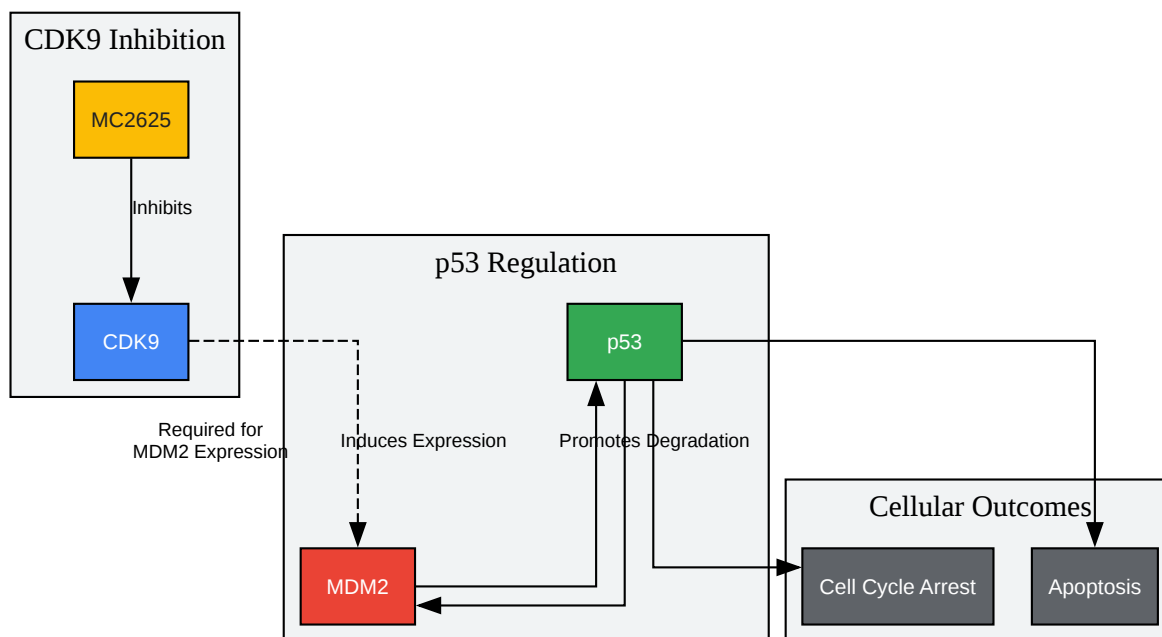 CDK9 Inhibition
MC2625
Inhibits
CDK9
p53 Regulation
p53
Required for
MDM2 Expression
Induces Expression
Promotes Degradation
MDM2
Cellular Outcomes
Cell Cycle Arrest
Apoptosis